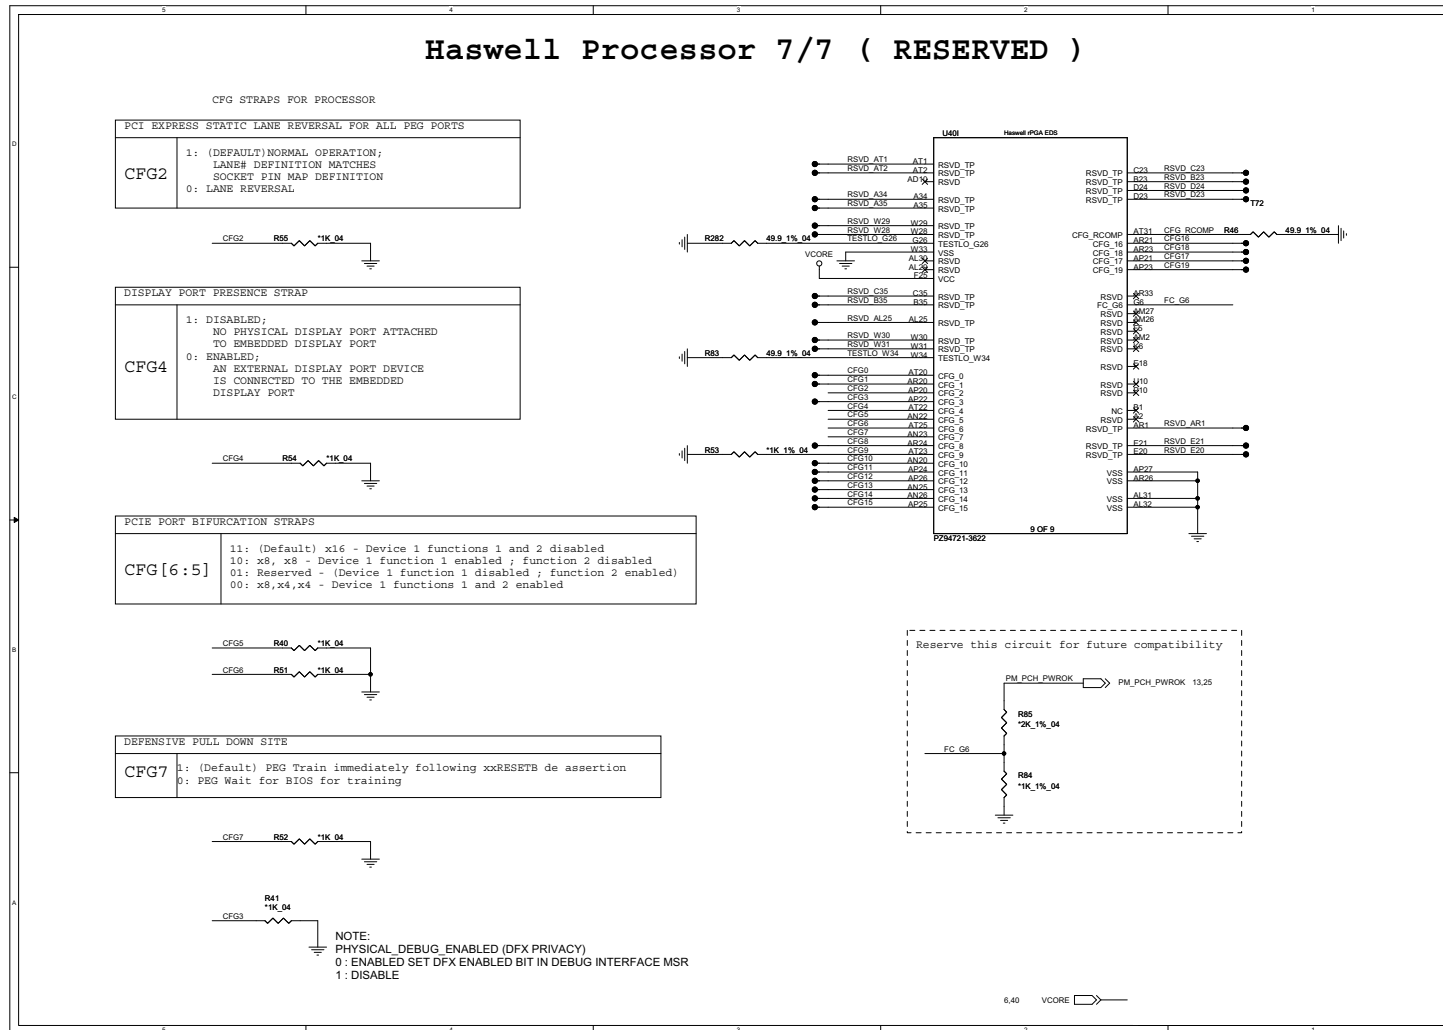 5 4 3 2 1
Haswell Processor 7/7 ( RESERVED )
CFG STRAPS FOR PROCESSOR
PCI EXPRESS STATIC LANE REVERSAL FOR ALL PEG PORTS
CFG2
1: (DEFAULT)NORMAL OPERATION;
LANE# DEFINITION MATCHES
SOCKET PIN MAP DEFINITION
0: LANE REVERSAL
CFG2 R55 *1K_04
DISPLAY PORT PRESENCE STRAP
CFG4
1: DISABLED;
NO PHYSICAL DISPLAY PORT ATTACHED
TO EMBEDDED DISPLAY PORT
0: ENABLED;
AN EXTERNAL DISPLAY PORT DEVICE
IS CONNECTED TO THE EMBEDDED
DISPLAY PORT
CFG4 R54 *1K_04
PCIE PORT BIFURCATION STRAPS
CFG[6:5]
11: (Default) x16 - Device 1 functions 1 and 2 disabled
10: x8, x8 - Device 1 function 1 enabled ; function 2 disabled
01: Reserved - (Device 1 function 1 disabled ; function 2 enabled)
00: x8,x4,x4 - Device 1 functions 1 and 2 enabled
CFG5 R40 *1K_04
CFG6 R51 *1K_04
DEFENSIVE PULL DOWN SITE
CFG7
1: (Default) PEG Train immediately following xxRESETB de assertion
0: PEG Wait for BIOS for training
CFG7 R52 *1K_04
R41
*1K_04
CFG3
NOTE:
PHYSICAL_DEBUG_ENABLED (DFX PRIVACY)
0 : ENABLED SET DFX ENABLED BIT IN DEBUG INTERFACE MSR
1 : DISABLE
U40I Haswell rPGA EDS
RSVD_AT1 AT1 RSVD_TP
RSVD_AT2 AT2 RSVD_TP
AD10 RSVD
RSVD_A34 A34 RSVD_TP
RSVD_A35 A35 RSVD_TP
RSVD_W29 W29 RSVD_TP
RSVD_W28 W28 RSVD_TP
R282 49.9_1%_04 TESTLO_G26 G26 TESTLO_G26
W33 VSS
AL30 RSVD
AL29 RSVD
VCORE F25 VCC
RSVD_C35 C35 RSVD_TP
RSVD_B35 B35 RSVD_TP
RSVD_AL25 AL25 RSVD_TP
RSVD_W30 W30 RSVD_TP
RSVD_W31 W31 RSVD_TP
R83 49.9_1%_04 TESTLO_W34 W34 TESTLO_W34
CFG0 AT20 CFG_0
CFG1 AR20 CFG_1
CFG2 AP20 CFG_2
CFG3 AP22 CFG_3
CFG4 AT22 CFG_4
CFG5 AN22 CFG_5
CFG6 AT25 CFG_6
CFG7 AN23 CFG_7
CFG8 AR24 CFG_8
R53 *1K_1%_04 CFG9 AT23 CFG_9
CFG10 AN20 CFG_10
CFG11 AP24 CFG_11
CFG12 AP26 CFG_12
CFG13 AN25 CFG_13
CFG14 AN26 CFG_14
CFG15 AP25 CFG_15
RSVD_TP C23 RSVD_C23
RSVD_TP B23 RSVD_B23
RSVD_TP D24 RSVD_D24
RSVD_TP D23 RSVD_D23
T72
CFG_RCOMP AT31 CFG_RCOMP R46 49.9_1%_04
CFG_16 AR21 CFG16
CFG_18 AR23 CFG18
CFG_17 AP21 CFG17
CFG_19 AP23 CFG19
RSVD AR33
FC_G6 G6 FC_G6
RSVD AM27
RSVD AM26
RSVD
RSVD AM2
RSVD
RSVD E18
RSVD U10
RSVD P10
NC B1
RSVD A2
RSVD_TP AR1 RSVD_AR1
RSVD_TP E21 RSVD_E21
RSVD_TP E20 RSVD_E20
VSS AP27
VSS AR26
VSS AL31
VSS AL32
9 OF 9
PZ94721-3622
Reserve this circuit for future compatibility
PM_PCH_PWROK PM_PCH_PWROK 13,25
R85
*2K_1%_04
FC_G6
R84
*1K_1%_04
6,40 VCORE
D
C
B
A
5 4 3 2 1